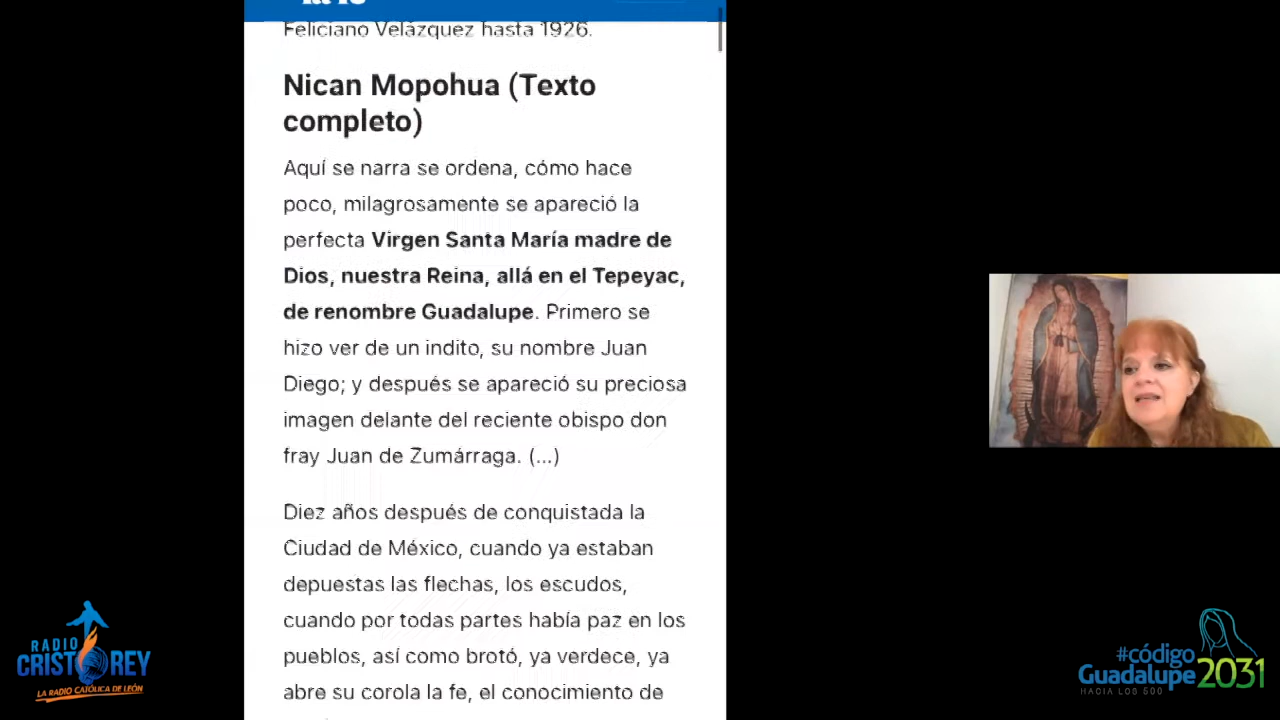 Feliciano Velázquez hasta 1926.
Nican Mopohua (Texto
completo)
Aquí se narra se ordena, cómo hace
poco, milagrosamente se apareció la
perfecta Virgen Santa María madre de
Dios, nuestra Reina, allá en el Tepeyac,
de renombre Guadalupe. Primero se
hizo ver de un indito, su nombre Juan
Diego; y después se apareció su preciosa
imagen delante del reciente obispo don
fray Juan de Zumárraga. (...)
Diez años después de conquistada la
Ciudad de México, cuando ya estaban
depuestas las flechas, los escudos,
cuando por todas partes había paz en los
pueblos, así como brotó, ya verdece, ya
abre su corola la fe, el conocimiento de
RADIO
CRISTO REY
LA RADIO CATÓLICA DE LEÓN
#código
Guadalupe 2031
HACIA LOS 500